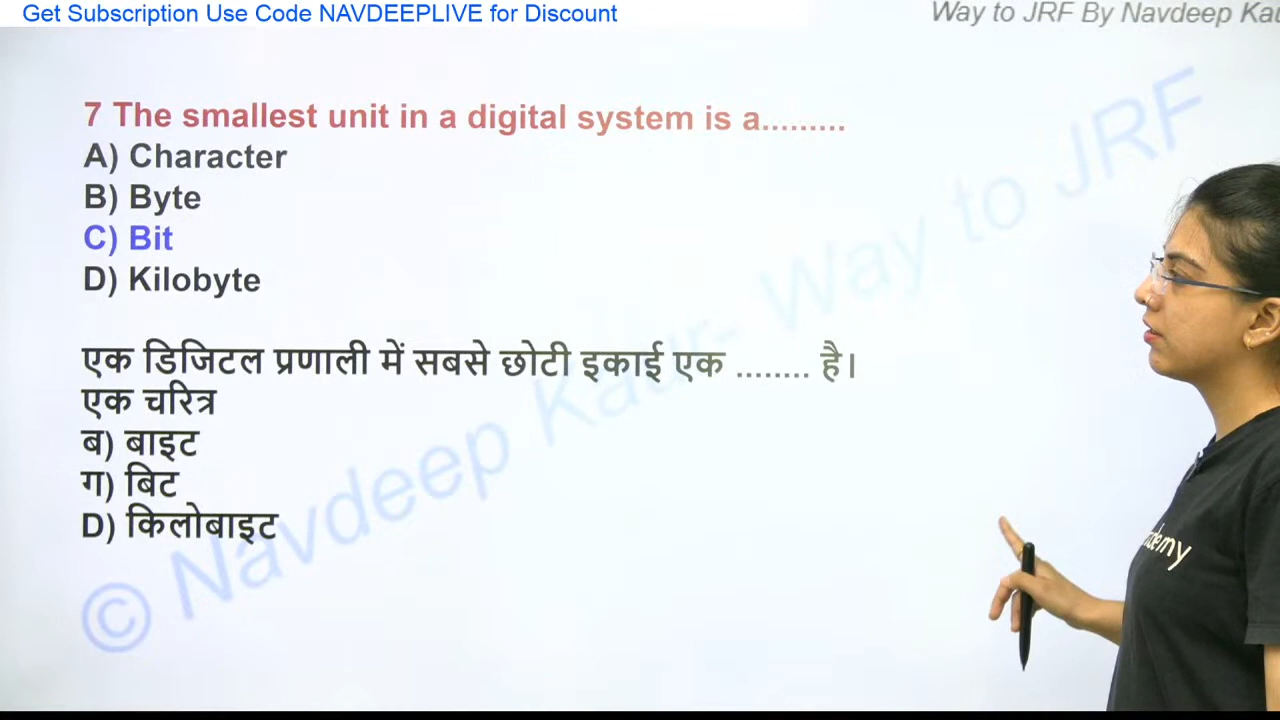 Get Subscription Use Code NAVDEEPLIVE for Discount
Way to JRF By Navdeep
7 The smallest unit in a digital system is a.........
A) Character
B) Byte
C) Bit
D) Kilobyte
एक डिजिटल प्रणाली में सबसे छोटी इकाई एक ........ है।
एक चरित्र
ब) बाइट
ग) बिट
D) किलोबाइट
© Navdeep Kaur- Way to JRF